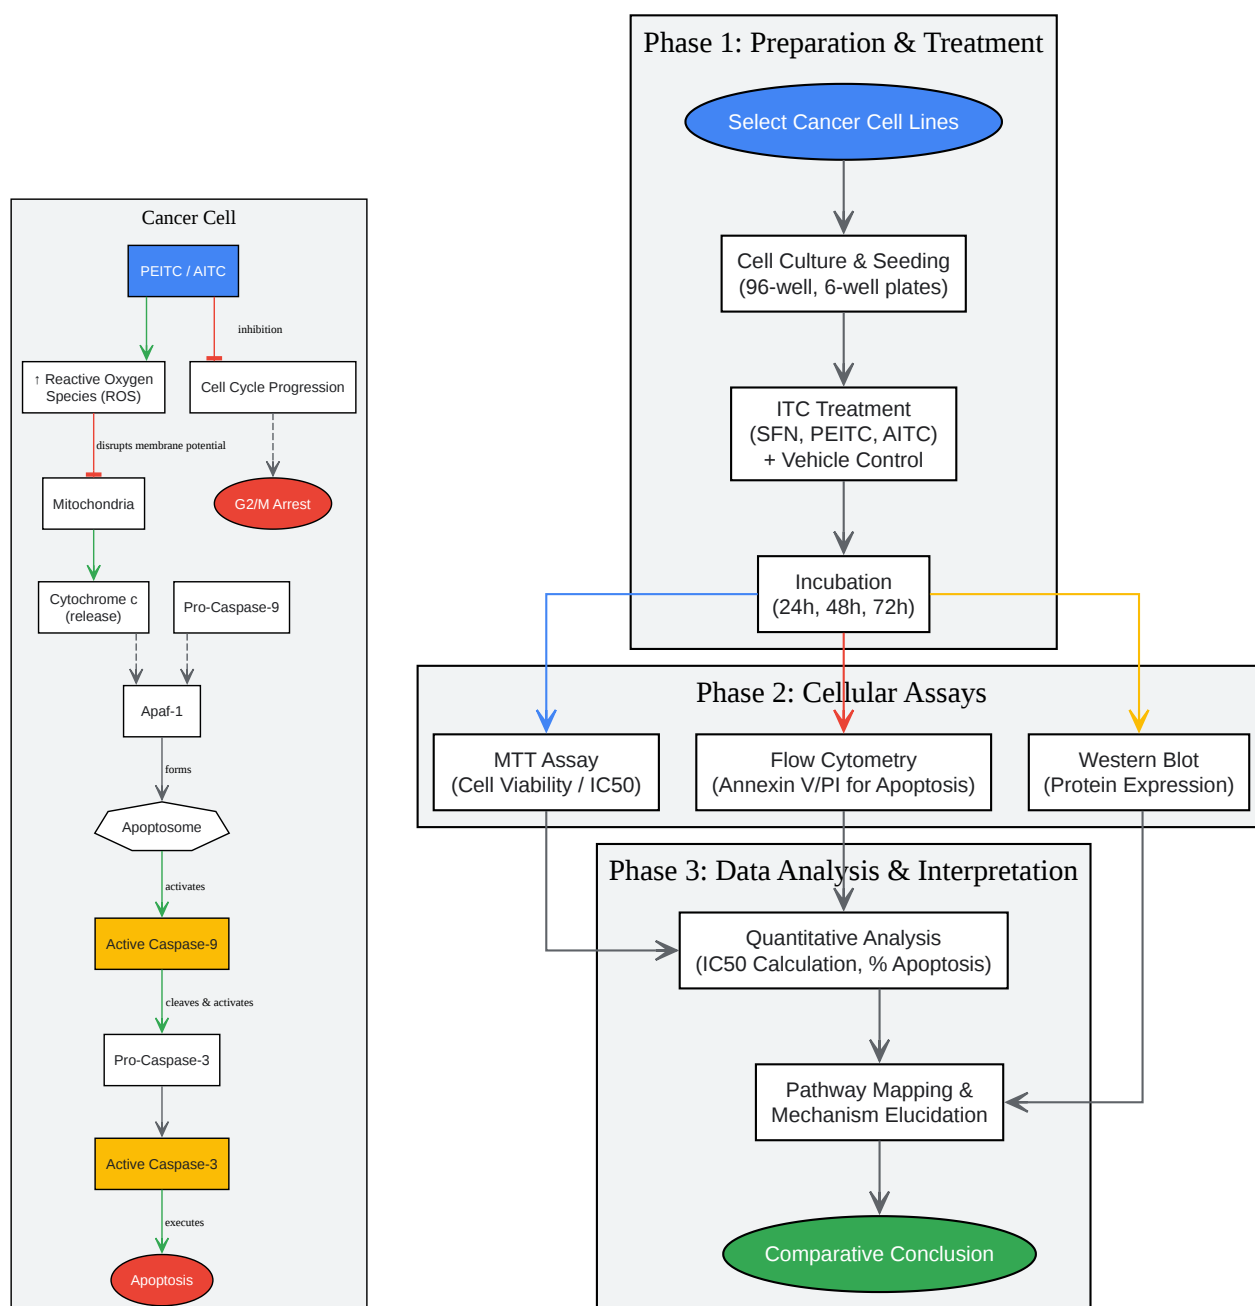 Cancer Cell
PEITC / AITC
inhibition
↑ Reactive Oxygen
Species (ROS)
Cell Cycle Progression
disrupts membrane potential
Mitochondria
G2/M Arrest
Cytochrome c
(release)
Pro-Caspase-9
Apaf-1
forms
Apoptosome
activates
Active Caspase-9
cleaves & activates
Pro-Caspase-3
Active Caspase-3
executes
Apoptosis
Phase 1: Preparation & Treatment
Select Cancer Cell Lines
Cell Culture & Seeding
(96-well, 6-well plates)
ITC Treatment
(SFN, PEITC, AITC)
+ Vehicle Control
Incubation
(24h, 48h, 72h)
Phase 2: Cellular Assays
MTT Assay
(Cell Viability / IC50)
Flow Cytometry
(Annexin V/PI for Apoptosis)
Western Blot
(Protein Expression)
Phase 3: Data Analysis & Interpretation
Quantitative Analysis
(IC50 Calculation, % Apoptosis)
Pathway Mapping &
Mechanism Elucidation
Comparative Conclusion